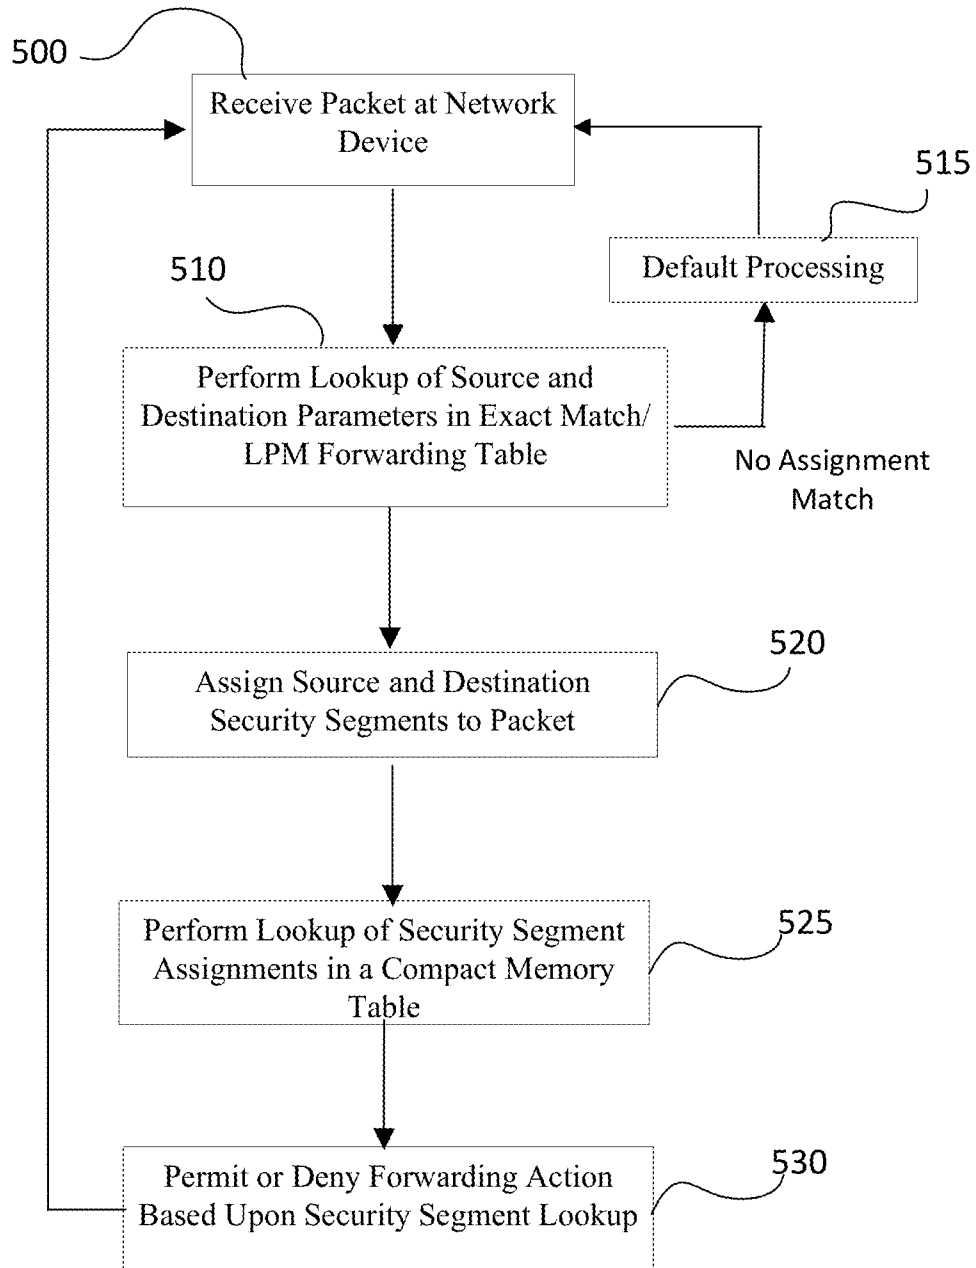 500
Receive Packet at Network
Device
515
Default Processing
510
Perform Lookup of Source and
Destination Parameters in Exact Match/
LPM Forwarding Table
No Assignment
Match
520
Assign Source and Destination
Security Segments to Packet
525
Perform Lookup of Security Segment
Assignments in a Compact Memory
Table
530
Permit or Deny Forwarding Action
Based Upon Security Segment Lookup